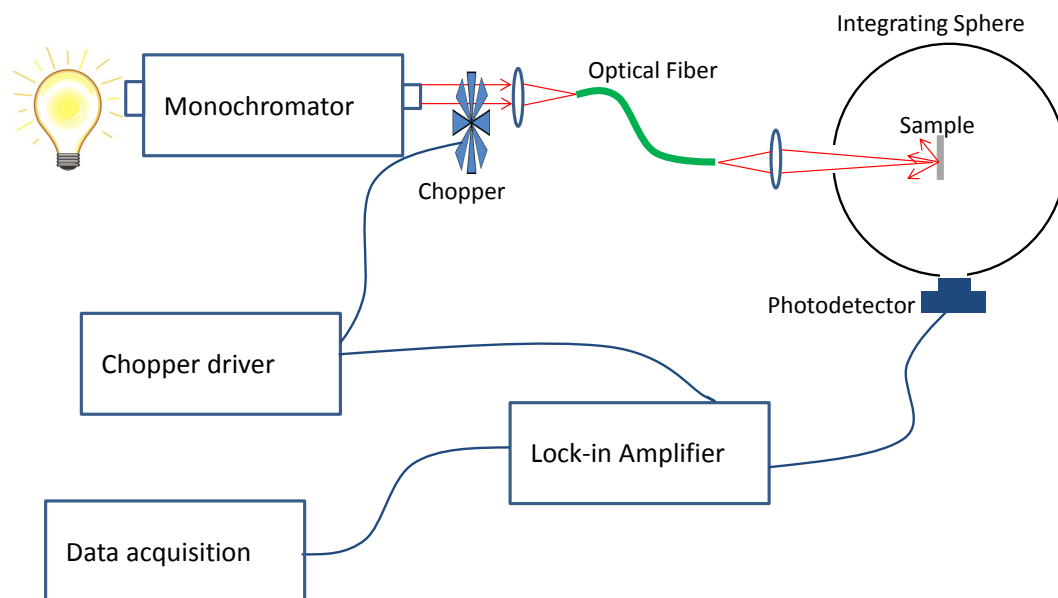 Integrating Sphere
Monochromator
Optical Fiber
Sample
Chopper
Photodetector
Chopper driver
Lock-in Amplifier
Data acquisition